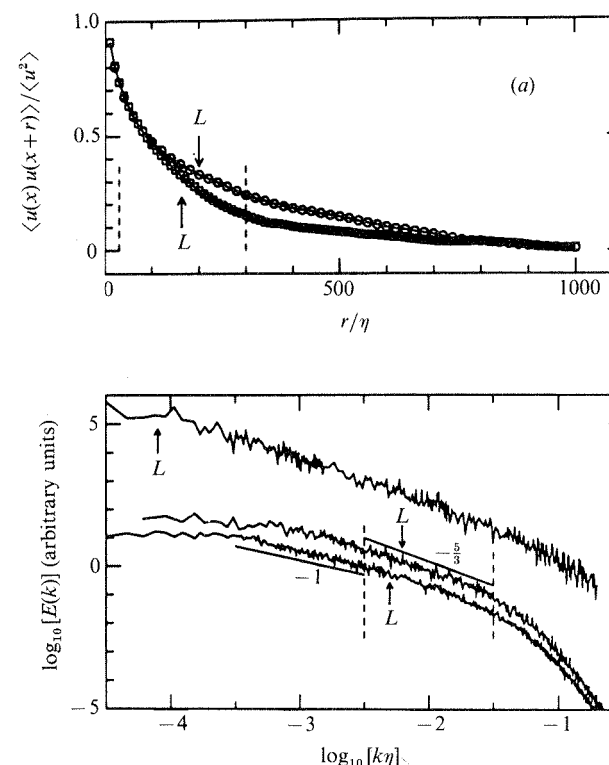 1.0
(a)
L
0.5
L
0
0
500
1000
⟨u(x) u(x+r)⟩/⟨u²⟩
r/η
5
L
L
−5/3
0
−1
L
−5
−4
−3
−2
−1
log₁₀[E(k)] (arbitrary units)
log₁₀[kη]